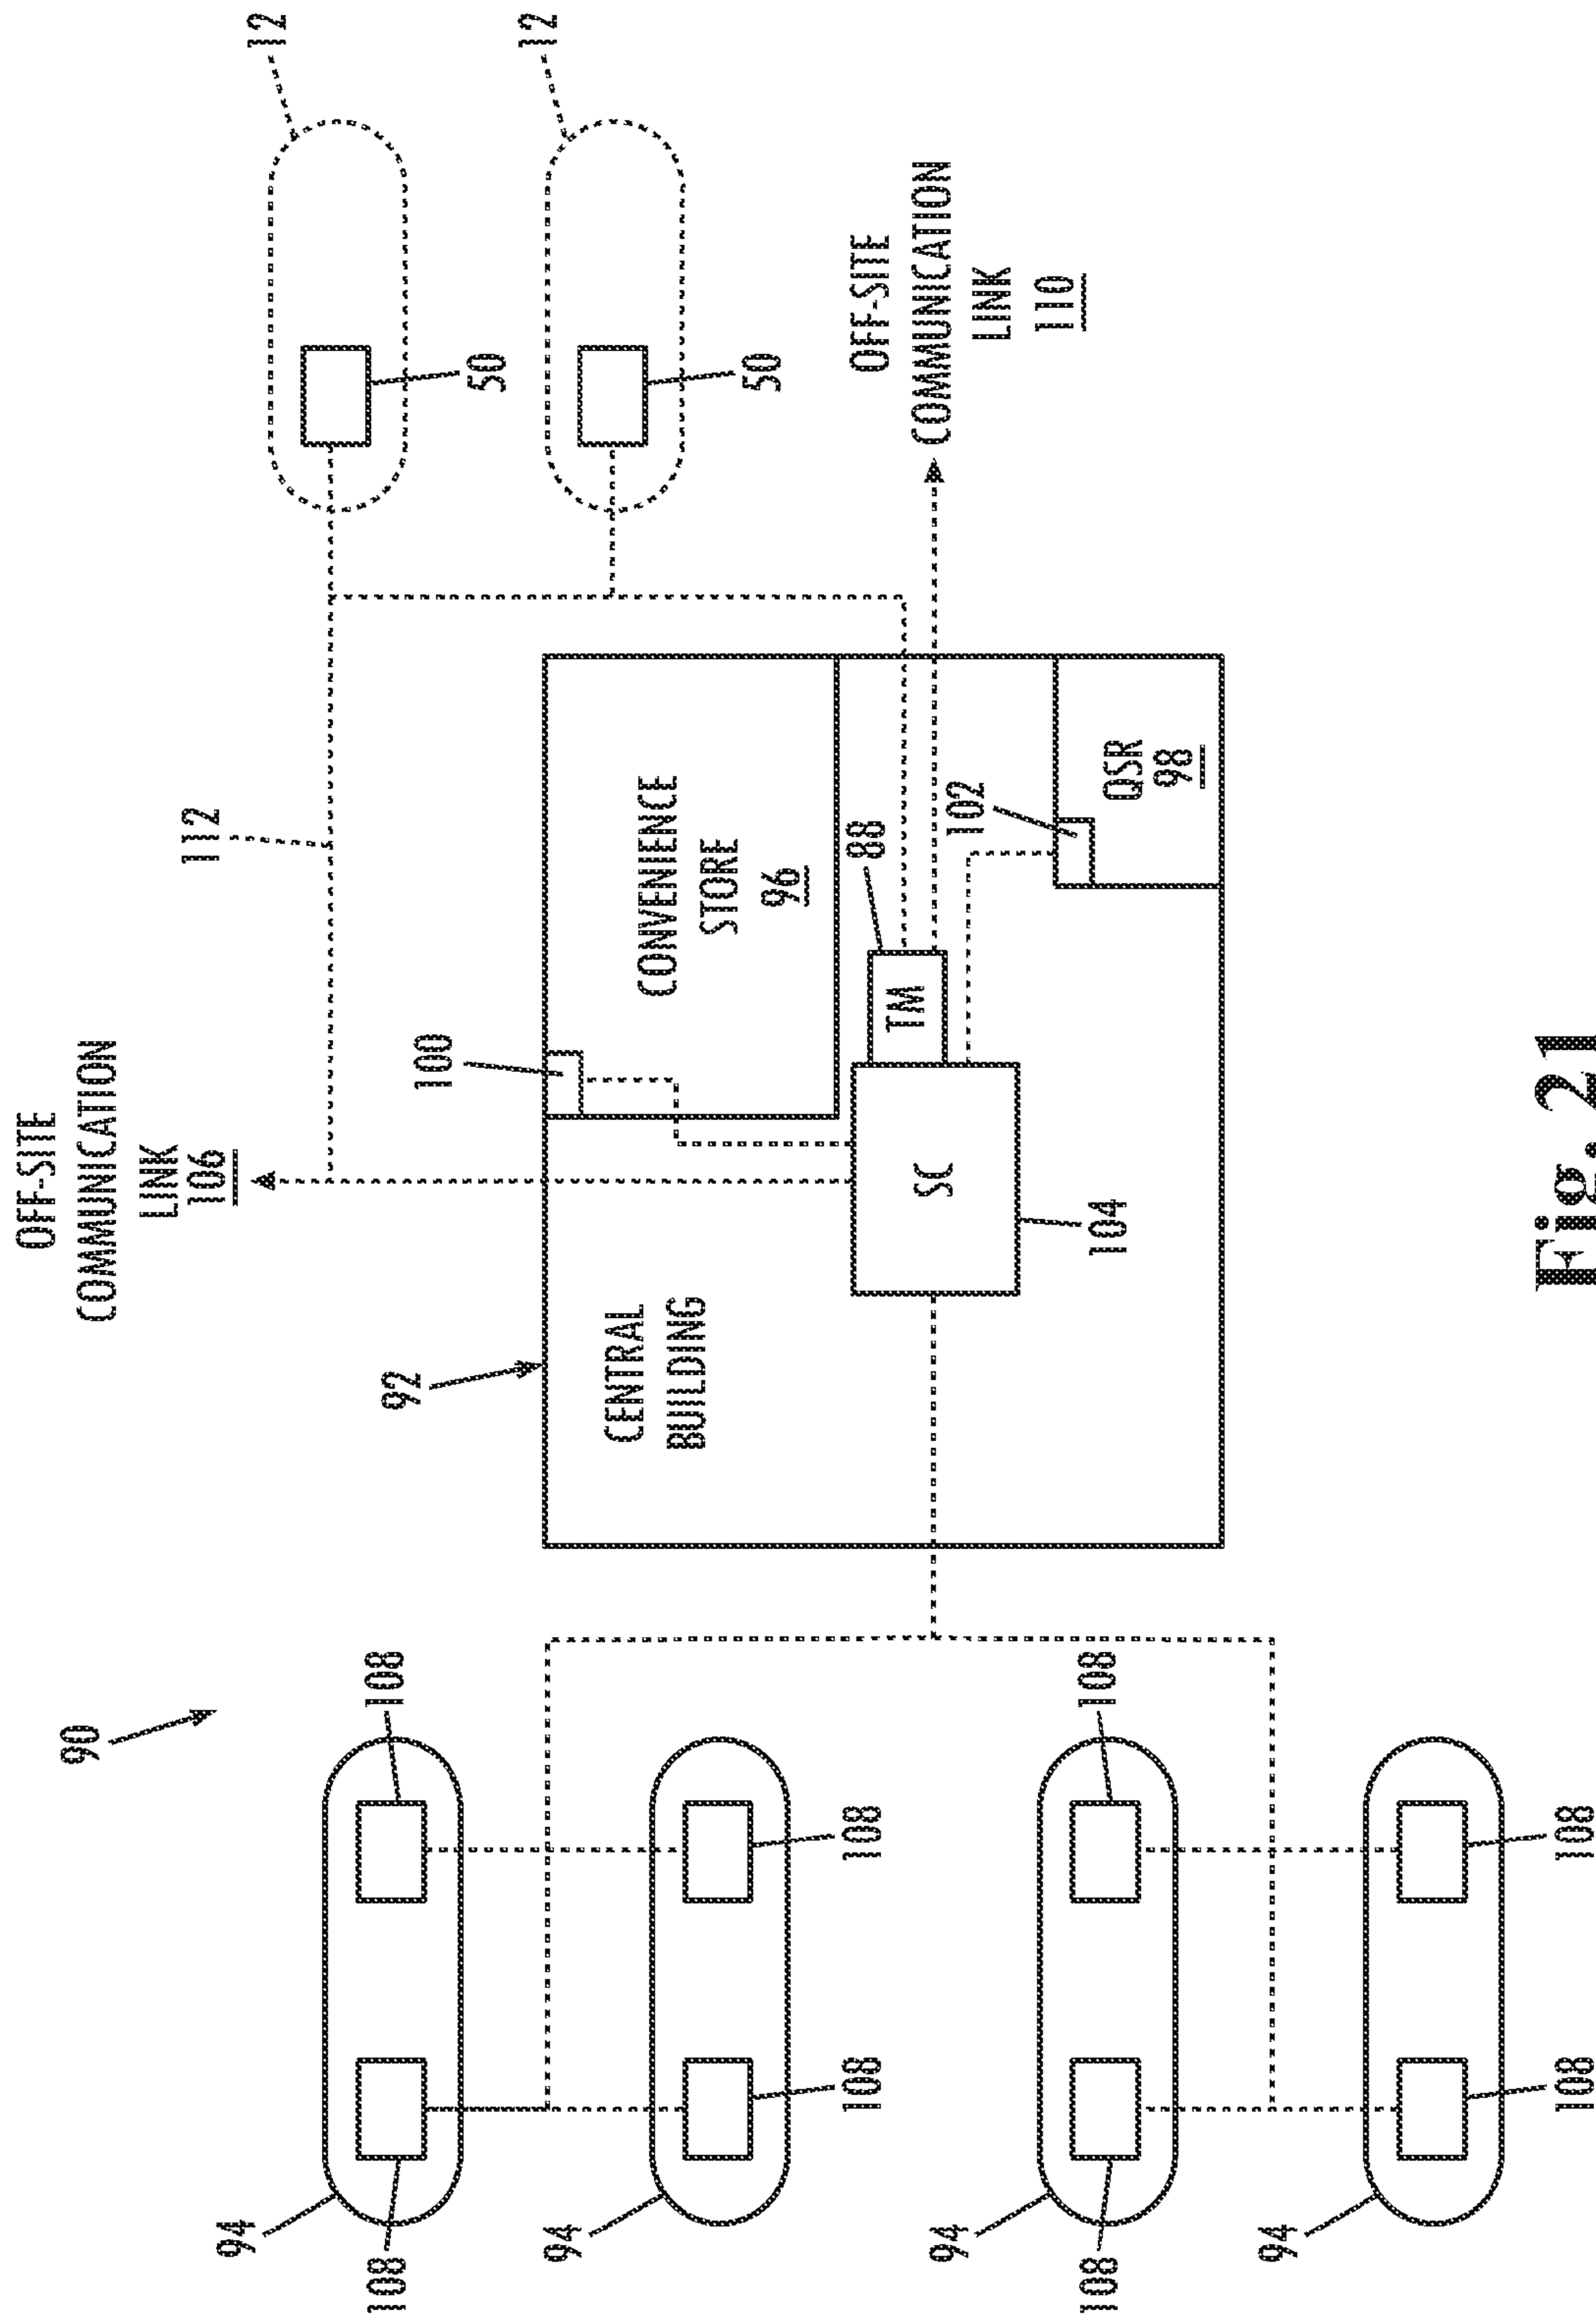 OFF-SITE
COMMUNICATION
LINK
106
90
112
12
94
108
108
92
100
50
12
94
CENTRAL
BUILDING
CONVENIENCE
STORE
96
50
108
108
88
OFF-SITE
COMMUNICATION
LINK
110
TM
SC
94
102
108
108
104
QSR
98
94
108
108
Fig. 21